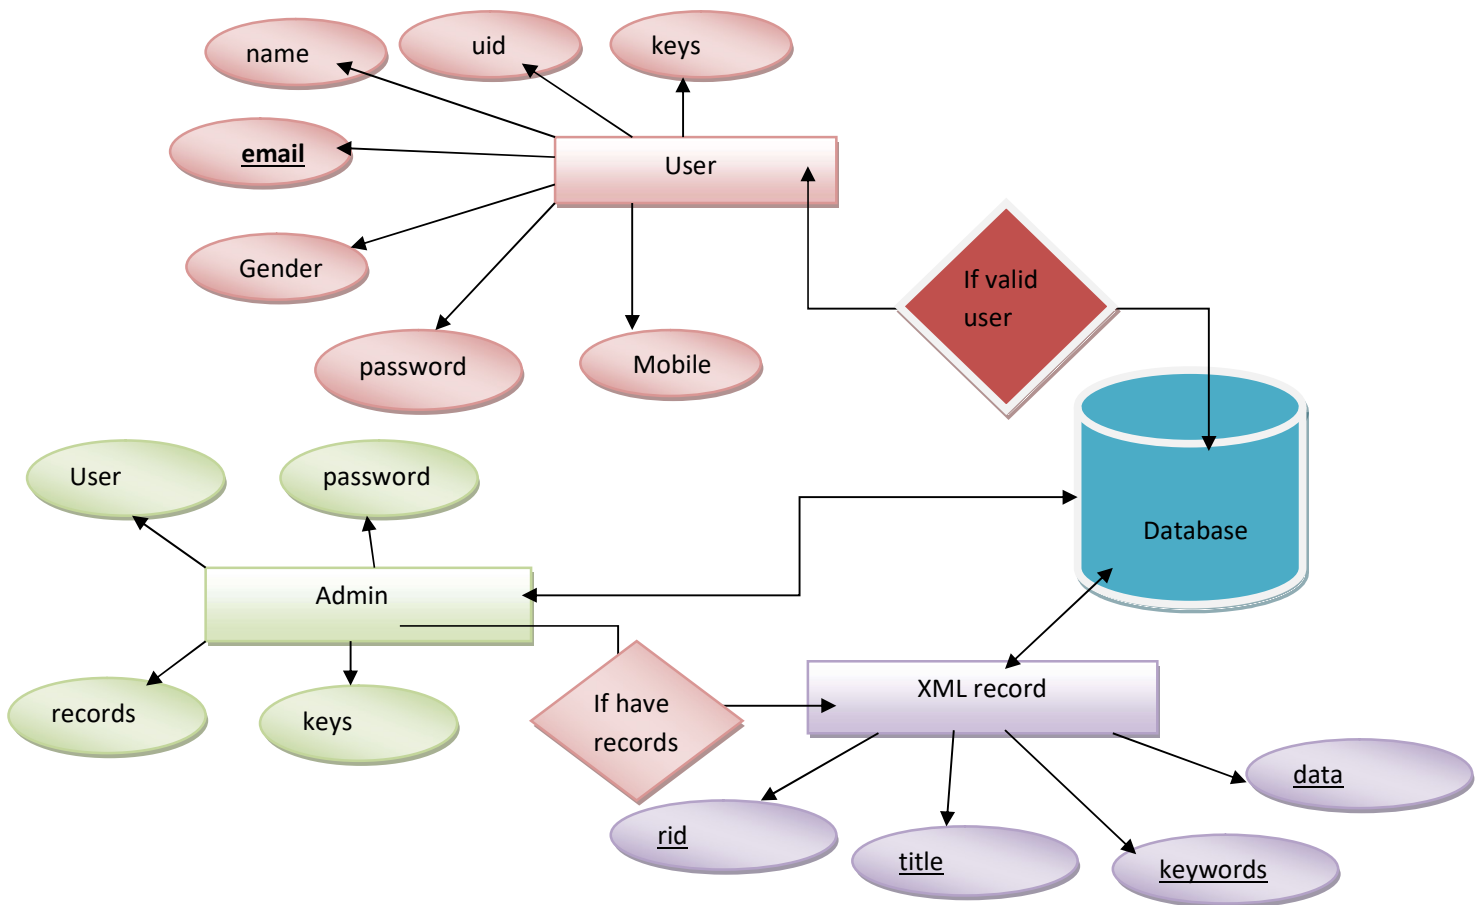 name
uid
keys
email
User
Gender
If valid
user
password
Mobile
User
password
Database
Admin
XML record
records
keys
If have
records
data
rid
title
keywords